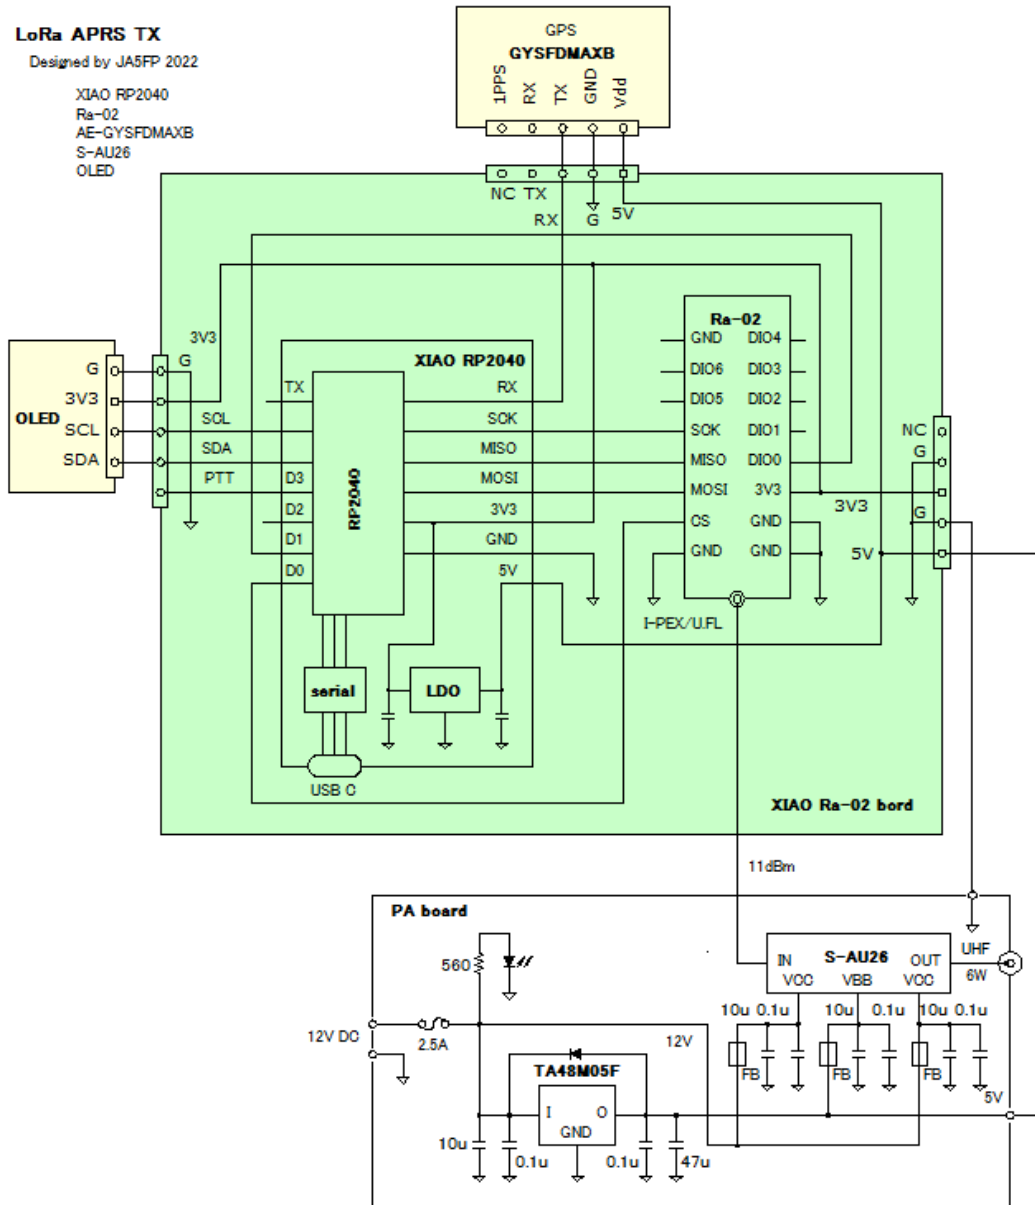 LoRa APRS TX
Designed by JA5FP 2022
XIAO RP2040
Ra-02
AE-GYSFDMAXB
S-AU26
OLED
GPS
GYSFDMAXB
1PPS
RX
TX
GND
Vdd
NC TX
RX
G
5V
3V3
G
OLED
G
3V3
SCL
SDA
SCL
SDA
PTT
XIAO RP2040
RP2040
TX
D3
D2
D1
D0
RX
SCK
MISO
MOSI
3V3
GND
5V
serial
LDO
USB C
Ra-02
GND DIO4
DIO6 DIO3
DIO5 DIO2
SCK DIO1
MISO DIO0
MOSI 3V3
CS GND
GND GND
I-PEX/U.FL
NC
G
3V3
G
5V
XIAO Ra-02 bord
11dBm
PA board
560
12V DC
2.5A
12V
TA48M05F
I O
GND
10u
0.1u
0.1u
47u
IN S-AU26 OUT
VCC VBB VCC
UHF
6W
10u 0.1u 10u 0.1u 10u 0.1u
FB FB FB
5V